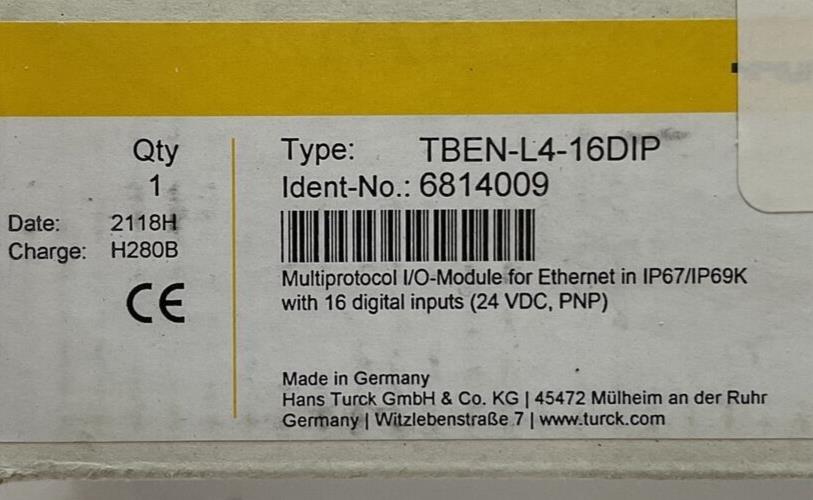 Qty
1
Date: 2118H
Charge: H280B
CE
Type: TBEN-L4-16DIP
Ident-No.: 6814009
Multiprotocol I/O-Module for Ethernet in IP67/IP69K
with 16 digital inputs (24 VDC, PNP)
Made in Germany
Hans Turck GmbH & Co. KG | 45472 Mülheim an der Ruhr
Germany | Witzlebenstraße 7 | www.turck.com